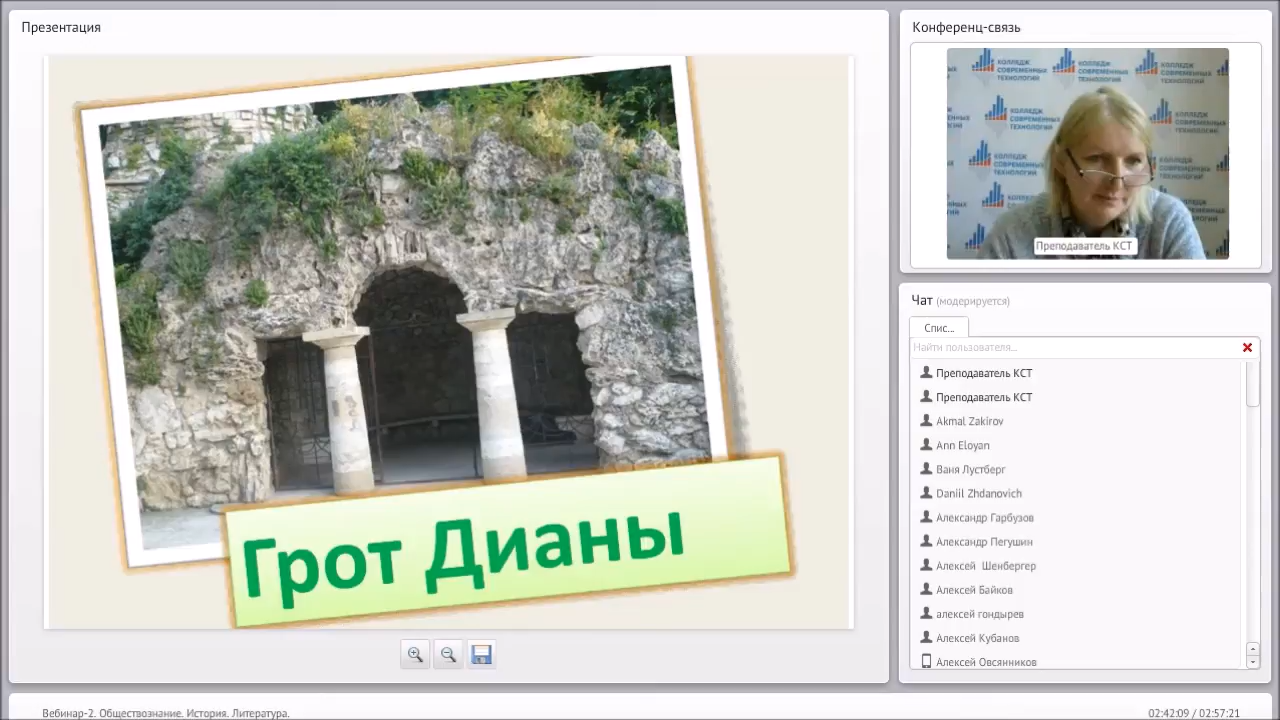 Презентация
Грот Дианы
Конференц-связь
КОЛЛЕДЖ
СОВРЕМЕННЫХ
ТЕХНОЛОГИЙ
Преподаватель КСТ
Чат (модерируется)
Спис...
Найти пользователя...
Преподаватель КСТ
Преподаватель КСТ
Akmal Zakirov
Ann Eloyan
Ваня Лустберг
Daniil Zhdanovich
Александр Гарбузов
Александр Пегушин
Алексей Шенбергер
Алексей Байков
алексей гондырев
Алексей Кубанов
Алексей Овсянников
Вебинар-2. Обществознание. История. Литература.
02:42:09 / 02:57:21